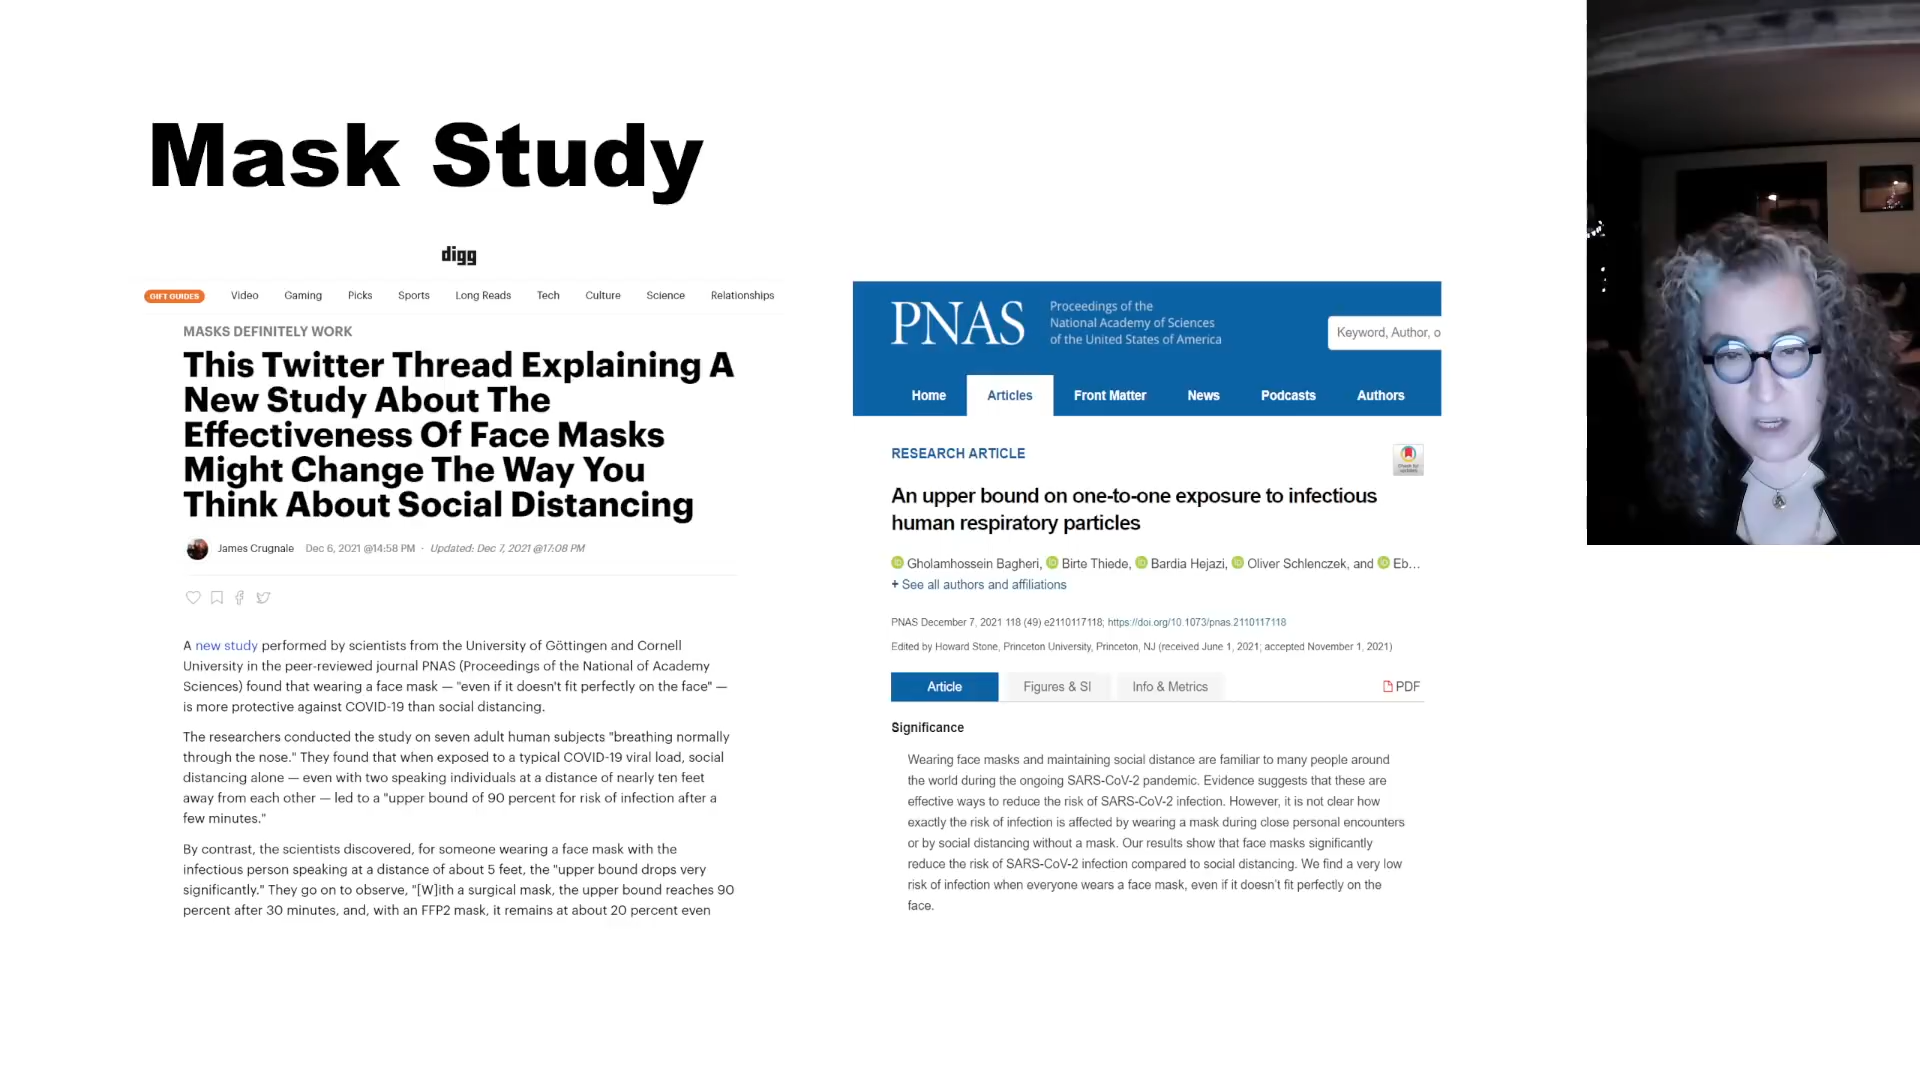 Mask Study
digg
GIFT GUIDES Video Gaming Picks Sports Long Reads Tech Culture Science Relationships
MASKS DEFINITELY WORK
This Twitter Thread Explaining A
New Study About The
Effectiveness Of Face Masks
Might Change The Way You
Think About Social Distancing
James Crugnale Dec 6, 2021 @14:58 PM · Updated: Dec 7, 2021 @17:08 PM
A new study performed by scientists from the University of Göttingen and Cornell
University in the peer-reviewed journal PNAS (Proceedings of the National of Academy
Sciences) found that wearing a face mask — "even if it doesn't fit perfectly on the face" —
is more protective against COVID-19 than social distancing.
The researchers conducted the study on seven adult human subjects "breathing normally
through the nose." They found that when exposed to a typical COVID-19 viral load, social
distancing alone — even with two speaking individuals at a distance of nearly ten feet
away from each other — led to a "upper bound of 90 percent for risk of infection after a
few minutes."
By contrast, the scientists discovered, for someone wearing a face mask with the
infectious person speaking at a distance of about 5 feet, the "upper bound drops very
significantly." They go on to observe, "[W]ith a surgical mask, the upper bound reaches 90
percent after 30 minutes, and, with an FFP2 mask, it remains at about 20 percent even
PNAS
Proceedings of the
National Academy of Sciences
of the United States of America
Keyword, Author, o
Home Articles Front Matter News Podcasts Authors
RESEARCH ARTICLE
Check for
updates
An upper bound on one-to-one exposure to infectious
human respiratory particles
Gholamhossein Bagheri, Birte Thiede, Bardia Hejazi, Oliver Schlenczek, and Eb...
+ See all authors and affiliations
PNAS December 7, 2021 118 (49) e2110117118; https://doi.org/10.1073/pnas.2110117118
Edited by Howard Stone, Princeton University, Princeton, NJ (received June 1, 2021; accepted November 1, 2021)
Article Figures & SI Info & Metrics PDF
Significance
Wearing face masks and maintaining social distance are familiar to many people around
the world during the ongoing SARS-CoV-2 pandemic. Evidence suggests that these are
effective ways to reduce the risk of SARS-CoV-2 infection. However, it is not clear how
exactly the risk of infection is affected by wearing a mask during close personal encounters
or by social distancing without a mask. Our results show that face masks significantly
reduce the risk of SARS-CoV-2 infection compared to social distancing. We find a very low
risk of infection when everyone wears a face mask, even if it doesn't fit perfectly on the
face.